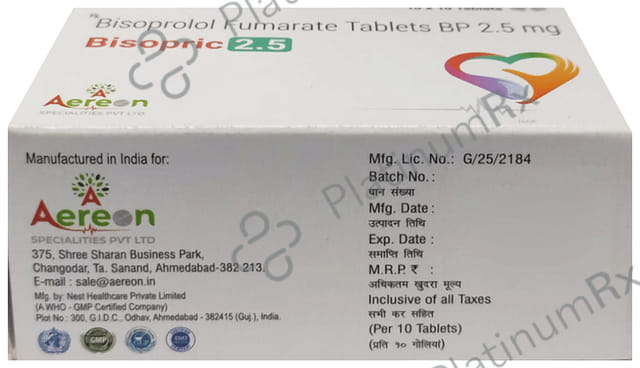 Rx Bisoprolol Fumarate Tablets BP 2.5 mg
Bisopric 2.5
Aereon
SPECIALITIES PVT LTD
Manufactured in India for:
Aereon
SPECIALITIES PVT LTD
375, Shree Sharan Business Park,
Changodar, Ta. Sanand, Ahmedabad-382 213.
E-mail : sale@aereon.in
Mfg. by: Nest Healthcare Private Limited
(A WHO - GMP Certified Company)
Plot No : 300, G.I.D.C., Odhav, Ahmedabad - 382415 (Guj.), India.
GMP
Mfg. Lic. No.: G/25/2184
Batch No. :
घान संख्या
Mfg. Date :
उत्पादन तिथि
Exp. Date :
समाप्ति तिथि
M.R.P. ₹ :
अधिकतम खुदरा मूल्य
Inclusive of all Taxes
सभी कर सहित
(Per 10 Tablets)
(प्रति १० गोलियां)
PlatinumRx
PlatinumRx